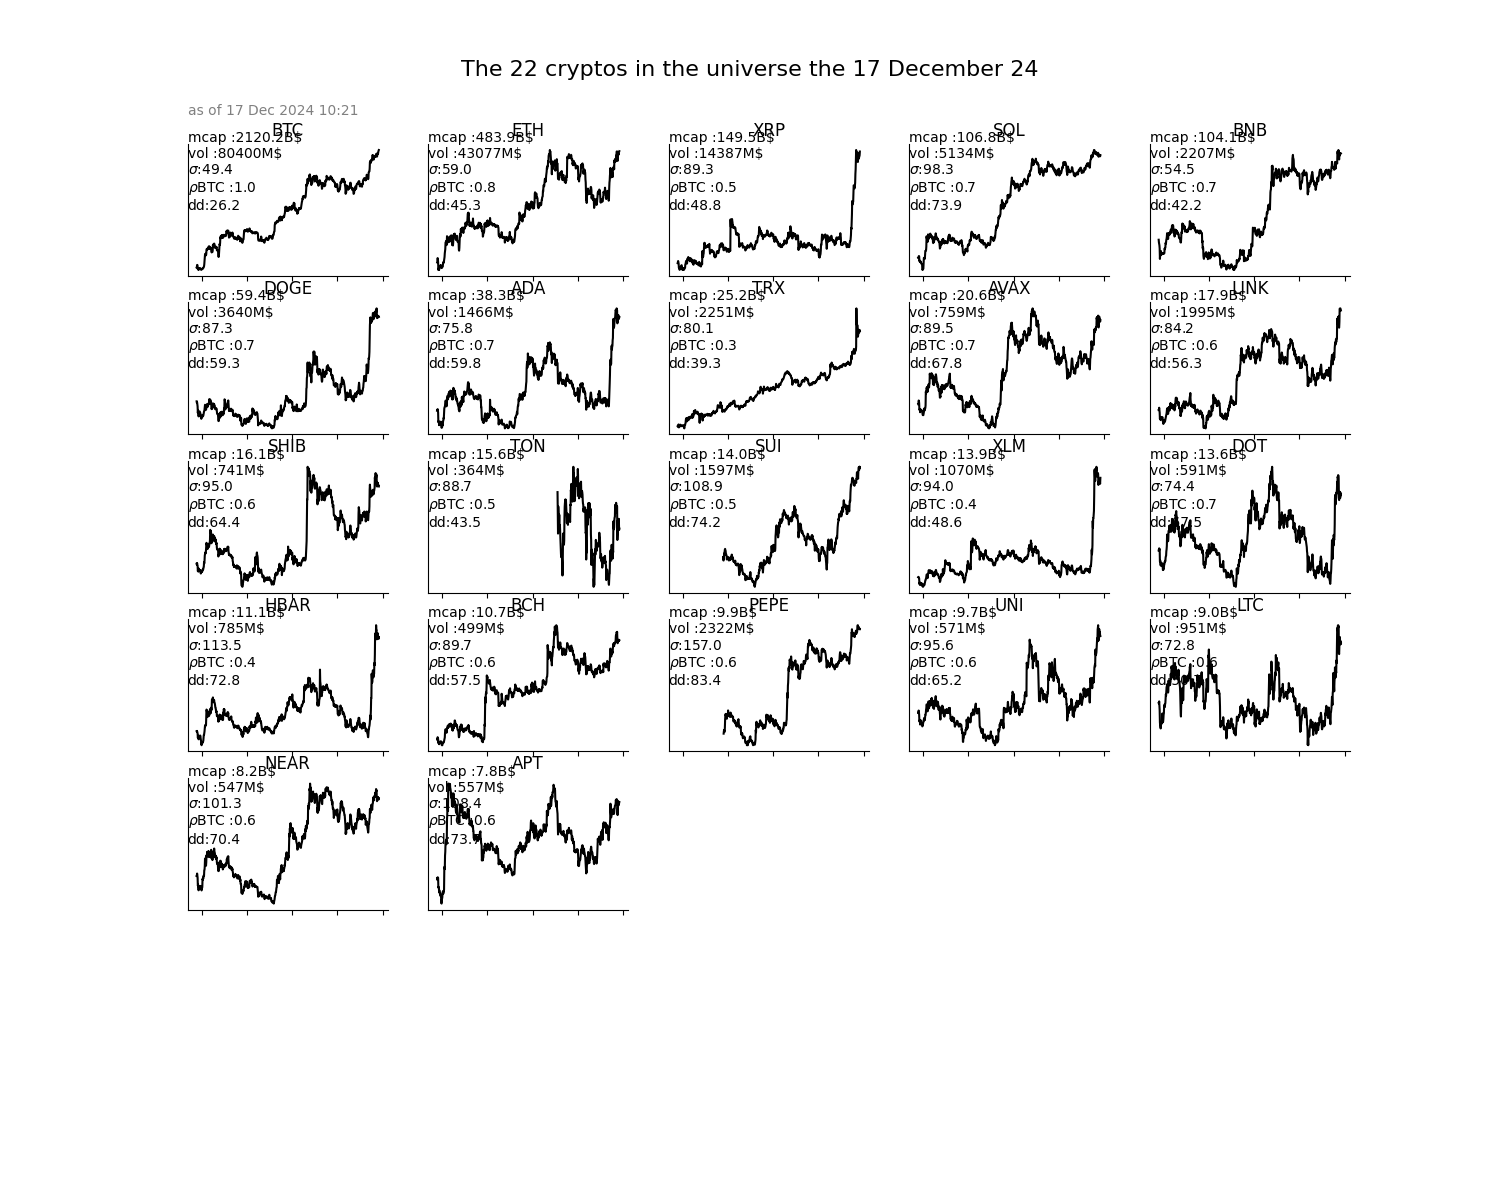 The 22 cryptos in the universe the 17 December 24
as of 17 Dec 2024 10:21
BTC
mcap :2120.2B$
vol :80400M$
σ:49.4
ρBTC :1.0
dd:26.2
ETH
mcap :483.9B$
vol :43077M$
σ:59.0
ρBTC :0.8
dd:45.3
XRP
mcap :149.5B$
vol :14387M$
σ:89.3
ρBTC :0.5
dd:48.8
SOL
mcap :106.8B$
vol :5134M$
σ:98.3
ρBTC :0.7
dd:73.9
BNB
mcap :104.1B$
vol :2207M$
σ:54.5
ρBTC :0.7
dd:42.2
DOGE
mcap :59.4B$
vol :3640M$
σ:87.3
ρBTC :0.7
dd:59.3
ADA
mcap :38.3B$
vol :1466M$
σ:75.8
ρBTC :0.7
dd:59.8
TRX
mcap :25.2B$
vol :2251M$
σ:80.1
ρBTC :0.3
dd:39.3
AVAX
mcap :20.6B$
vol :759M$
σ:89.5
ρBTC :0.7
dd:67.8
LINK
mcap :17.9B$
vol :1995M$
σ:84.2
ρBTC :0.6
dd:56.3
SHIB
mcap :16.1B$
vol :741M$
σ:95.0
ρBTC :0.6
dd:64.4
TON
mcap :15.6B$
vol :364M$
σ:88.7
ρBTC :0.5
dd:43.5
SUI
mcap :14.0B$
vol :1597M$
σ:108.9
ρBTC :0.5
dd:74.2
XLM
mcap :13.9B$
vol :1070M$
σ:94.0
ρBTC :0.4
dd:48.6
DOT
mcap :13.6B$
vol :591M$
σ:74.4
ρBTC :0.7
HBAR
mcap :11.1B$
vol :785M$
σ:113.5
ρBTC :0.4
dd:72.8
BCH
mcap :10.7B$
vol :499M$
σ:89.7
ρBTC :0.6
dd:57.5
PEPE
mcap :9.9B$
vol :2322M$
σ:157.0
ρBTC :0.6
dd:83.4
UNI
mcap :9.7B$
vol :571M$
σ:95.6
ρBTC :0.6
dd:65.2
LTC
mcap :9.0B$
vol :951M$
σ:72.8
ρBTC :0.6
NEAR
mcap :8.2B$
vol :547M$
σ:101.3
ρBTC :0.6
dd:70.4
APT
mcap :7.8B$
vol :557M$
σ:108.4
ρBTC :0.6